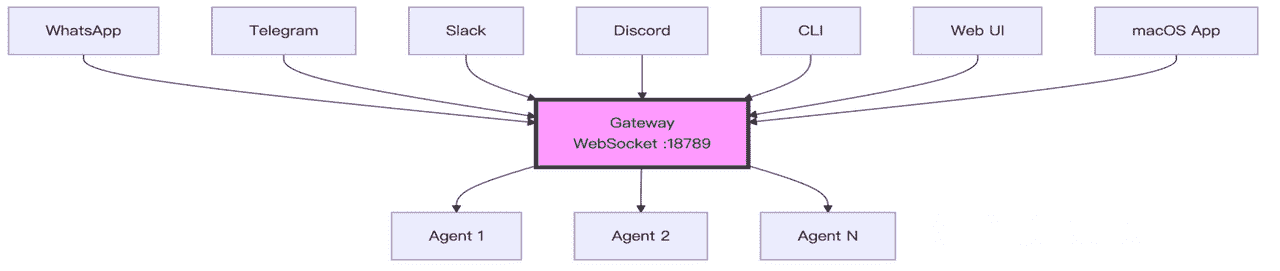 WhatsApp
Telegram
Slack
Discord
CLI
Web UI
macOS App
Gateway
WebSocket :18789
Agent 1
Agent 2
Agent N